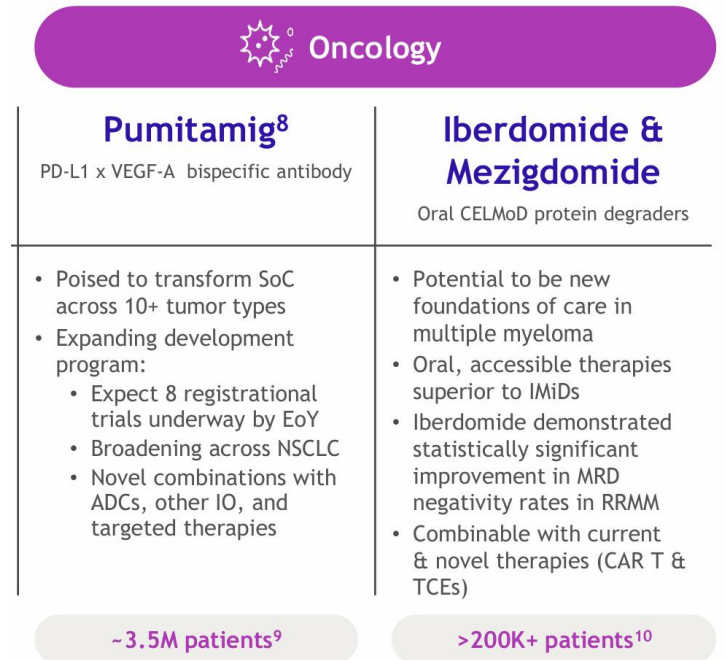 Oncology
Pumitamig⁸
PD-L1 x VEGF-A bispecific antibody
• Poised to transform SoC
across 10+ tumor types
• Expanding development
program:
• Expect 8 registrational
trials underway by EoY
• Broadening across NSCLC
• Novel combinations with
ADCs, other IO, and
targeted therapies
~3.5M patients⁹
Iberdomide &
Mezigdomide
Oral CELMoD protein degraders
• Potential to be new
foundations of care in
multiple myeloma
• Oral, accessible therapies
superior to IMiDs
• Iberdomide demonstrated
statistically significant
improvement in MRD
negativity rates in RRMM
• Combinable with current
& novel therapies (CAR T &
TCEs)
>200K+ patients¹⁰